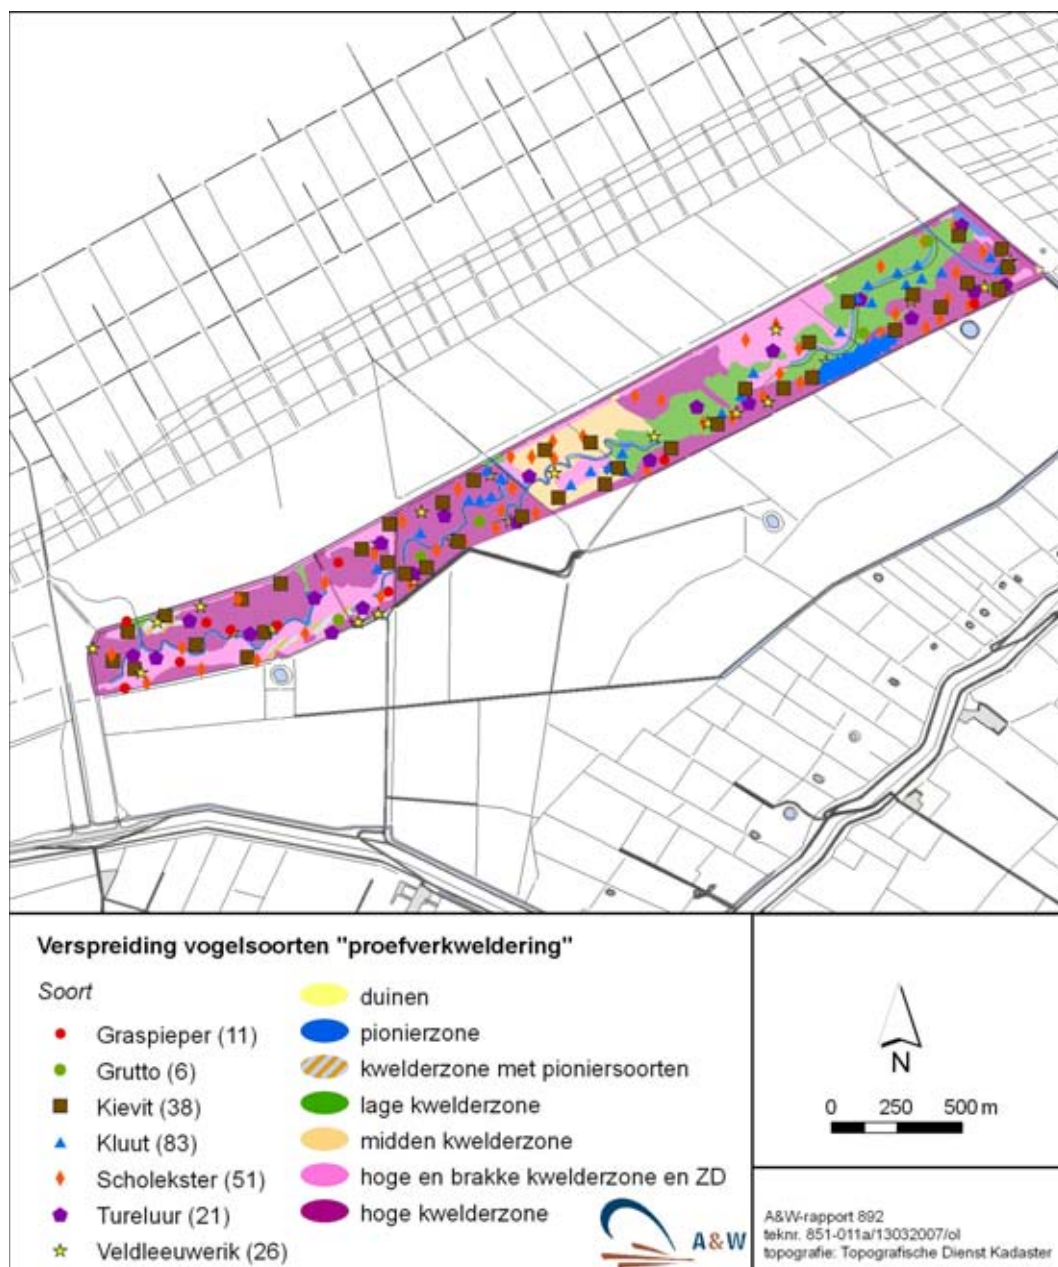 Verspreiding vogelsoorten "proefverkweldering"
Soort
Graspieper (11)
Grutto (6)
Kievit (38)
Kluut (83)
Scholekster (51)
Tureluur (21)
Veldleeuwerik (26)
duinen
pionierzone
kwelderzone met pioniersoorten
lage kwelderzone
midden kwelderzone
hoge en brakke kwelderzone en ZD
hoge kwelderzone
A&W
N
0 250 500 m
A&W-rapport 892
teknr. 851-011a/13032007/ol
topografie: Topografische Dienst Kadaster